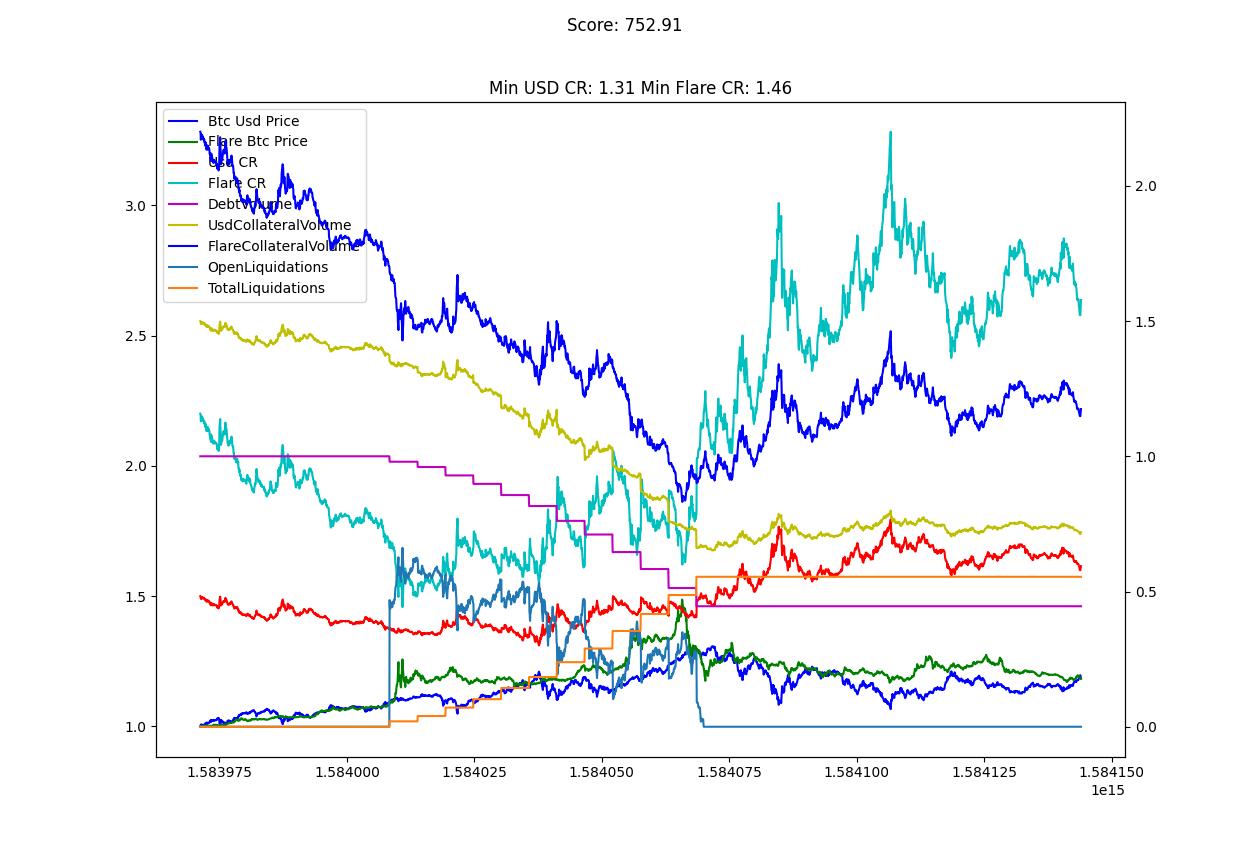 Score: 752.91
Min USD CR: 1.31 Min Flare CR: 1.46
Btc Usd Price
Flare Btc Price
Usd CR
Flare CR
DebtVolume
UsdCollateralVolume
FlareCollateralVolume
OpenLiquidations
TotalLiquidations
3.0
2.5
2.0
1.5
1.0
2.0
1.5
1.0
0.5
0.0
1.583975
1.584000
1.584025
1.584050
1.584075
1.584100
1.584125
1.584150
1e15